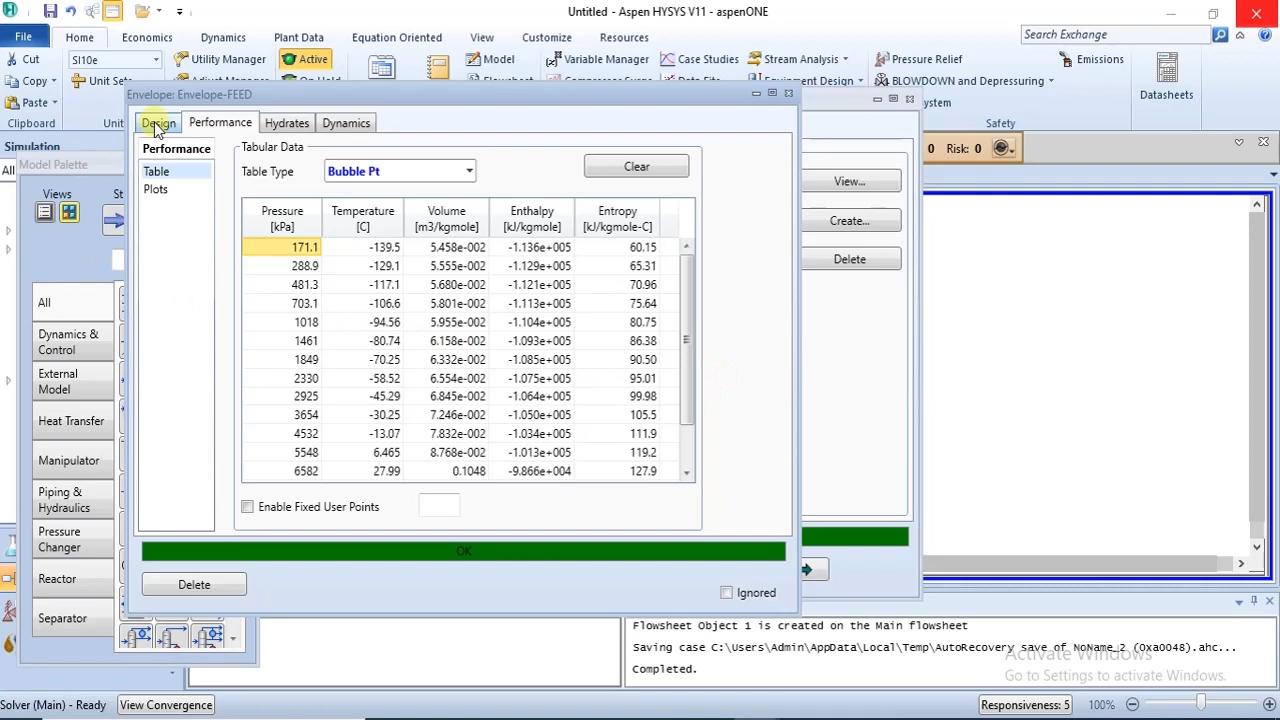 Untitled - Aspen HYSYS V11 - aspenONE
File Home Economics Dynamics Plant Data Equation Oriented View Customize Resources Search Exchange
Cut SI10e Utility Manager Active Model Variable Manager Case Studies Stream Analysis Pressure Relief Emissions
Copy Unit Sets BLOWDOWN and Depressuring
Paste Datasheets
Clipboard Safety
Envelope: Envelope-FEED
Design Performance Hydrates Dynamics
Simulation
Model Palette
All
Risk: 0
Views
Performance
Table
Plots
Tabular Data
Table Type Bubble Pt Clear
Pressure Temperature Volume Enthalpy Entropy
[kPa] [C] [m3/kgmole] [kJ/kgmole] [kJ/kgmole-C]
171.1 -139.5 5.458e-002 -1.136e+005 60.15
288.9 -129.1 5.555e-002 -1.129e+005 65.31
481.3 -117.1 5.680e-002 -1.121e+005 70.96
703.1 -106.6 5.801e-002 -1.113e+005 75.64
1018 -94.56 5.955e-002 -1.104e+005 80.75
1461 -80.74 6.158e-002 -1.093e+005 86.38
1849 -70.25 6.332e-002 -1.085e+005 90.50
2330 -58.52 6.554e-002 -1.075e+005 95.01
2925 -45.29 6.845e-002 -1.064e+005 99.98
3654 -30.25 7.246e-002 -1.050e+005 105.5
4532 -13.07 7.832e-002 -1.034e+005 111.9
5548 6.465 8.768e-002 -1.013e+005 119.2
6582 27.99 0.1048 -9.866e+004 127.9
Enable Fixed User Points
OK
Delete
Ignored
View...
Create...
Delete
All
Dynamics &
Control
External
Model
Heat Transfer
Manipulator
Piping &
Hydraulics
Pressure
Changer
Reactor
Separator
Flowsheet Object 1 is created on the Main flowsheet
Saving case C:\Users\Admin\AppData\Local\Temp\AutoRecovery save of NoName_2 (0xa0048).ahc...
Completed.
Activate Windows
Go to Settings to activate Windows.
Solver (Main) - Ready View Convergence Responsiveness: 5 100%